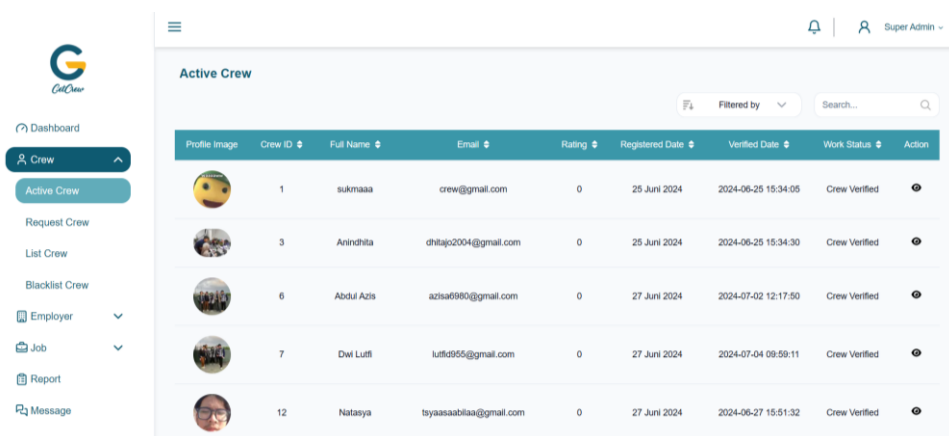 Super Admin
GetCrew
Active Crew
Filtered by
Search...
Dashboard
Crew
Active Crew
Request Crew
List Crew
Blacklist Crew
Employer
Job
Report
Message
Profile Image Crew ID Full Name Email Rating Registered Date Verified Date Work Status Action
1 sukmaaa crew@gmail.com 0 25 Juni 2024 2024-06-25 15:34:05 Crew Verified
3 Anindhita dhitajo2004@gmail.com 0 25 Juni 2024 2024-06-25 15:34:30 Crew Verified
6 Abdul Azis azisa6980@gmail.com 0 27 Juni 2024 2024-07-02 12:17:50 Crew Verified
7 Dwi Lutfi lutfid955@gmail.com 0 27 Juni 2024 2024-07-04 09:59:11 Crew Verified
12 Natasya tsyaasaabilaa@gmail.com 0 27 Juni 2024 2024-06-27 15:51:32 Crew Verified